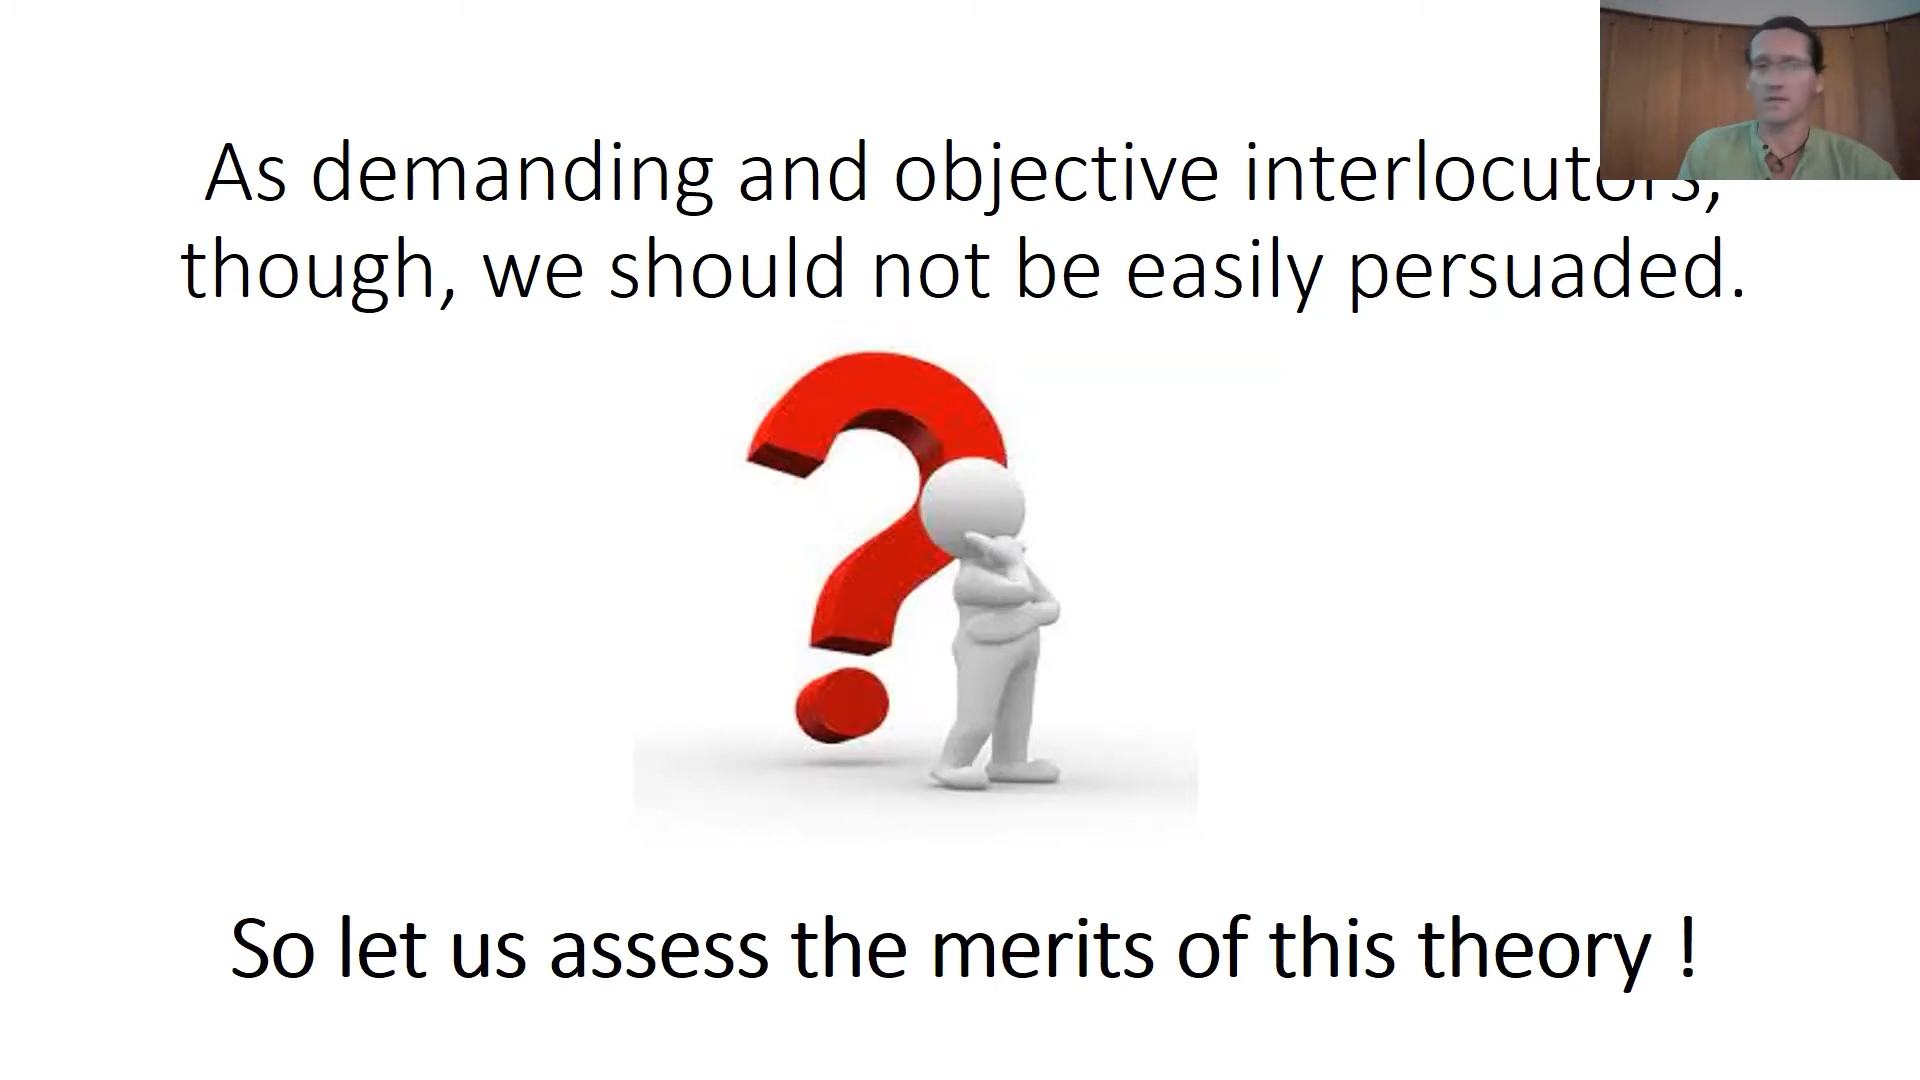 As demanding and objective interlocutors,
though, we should not be easily persuaded.
So let us assess the merits of this theory !